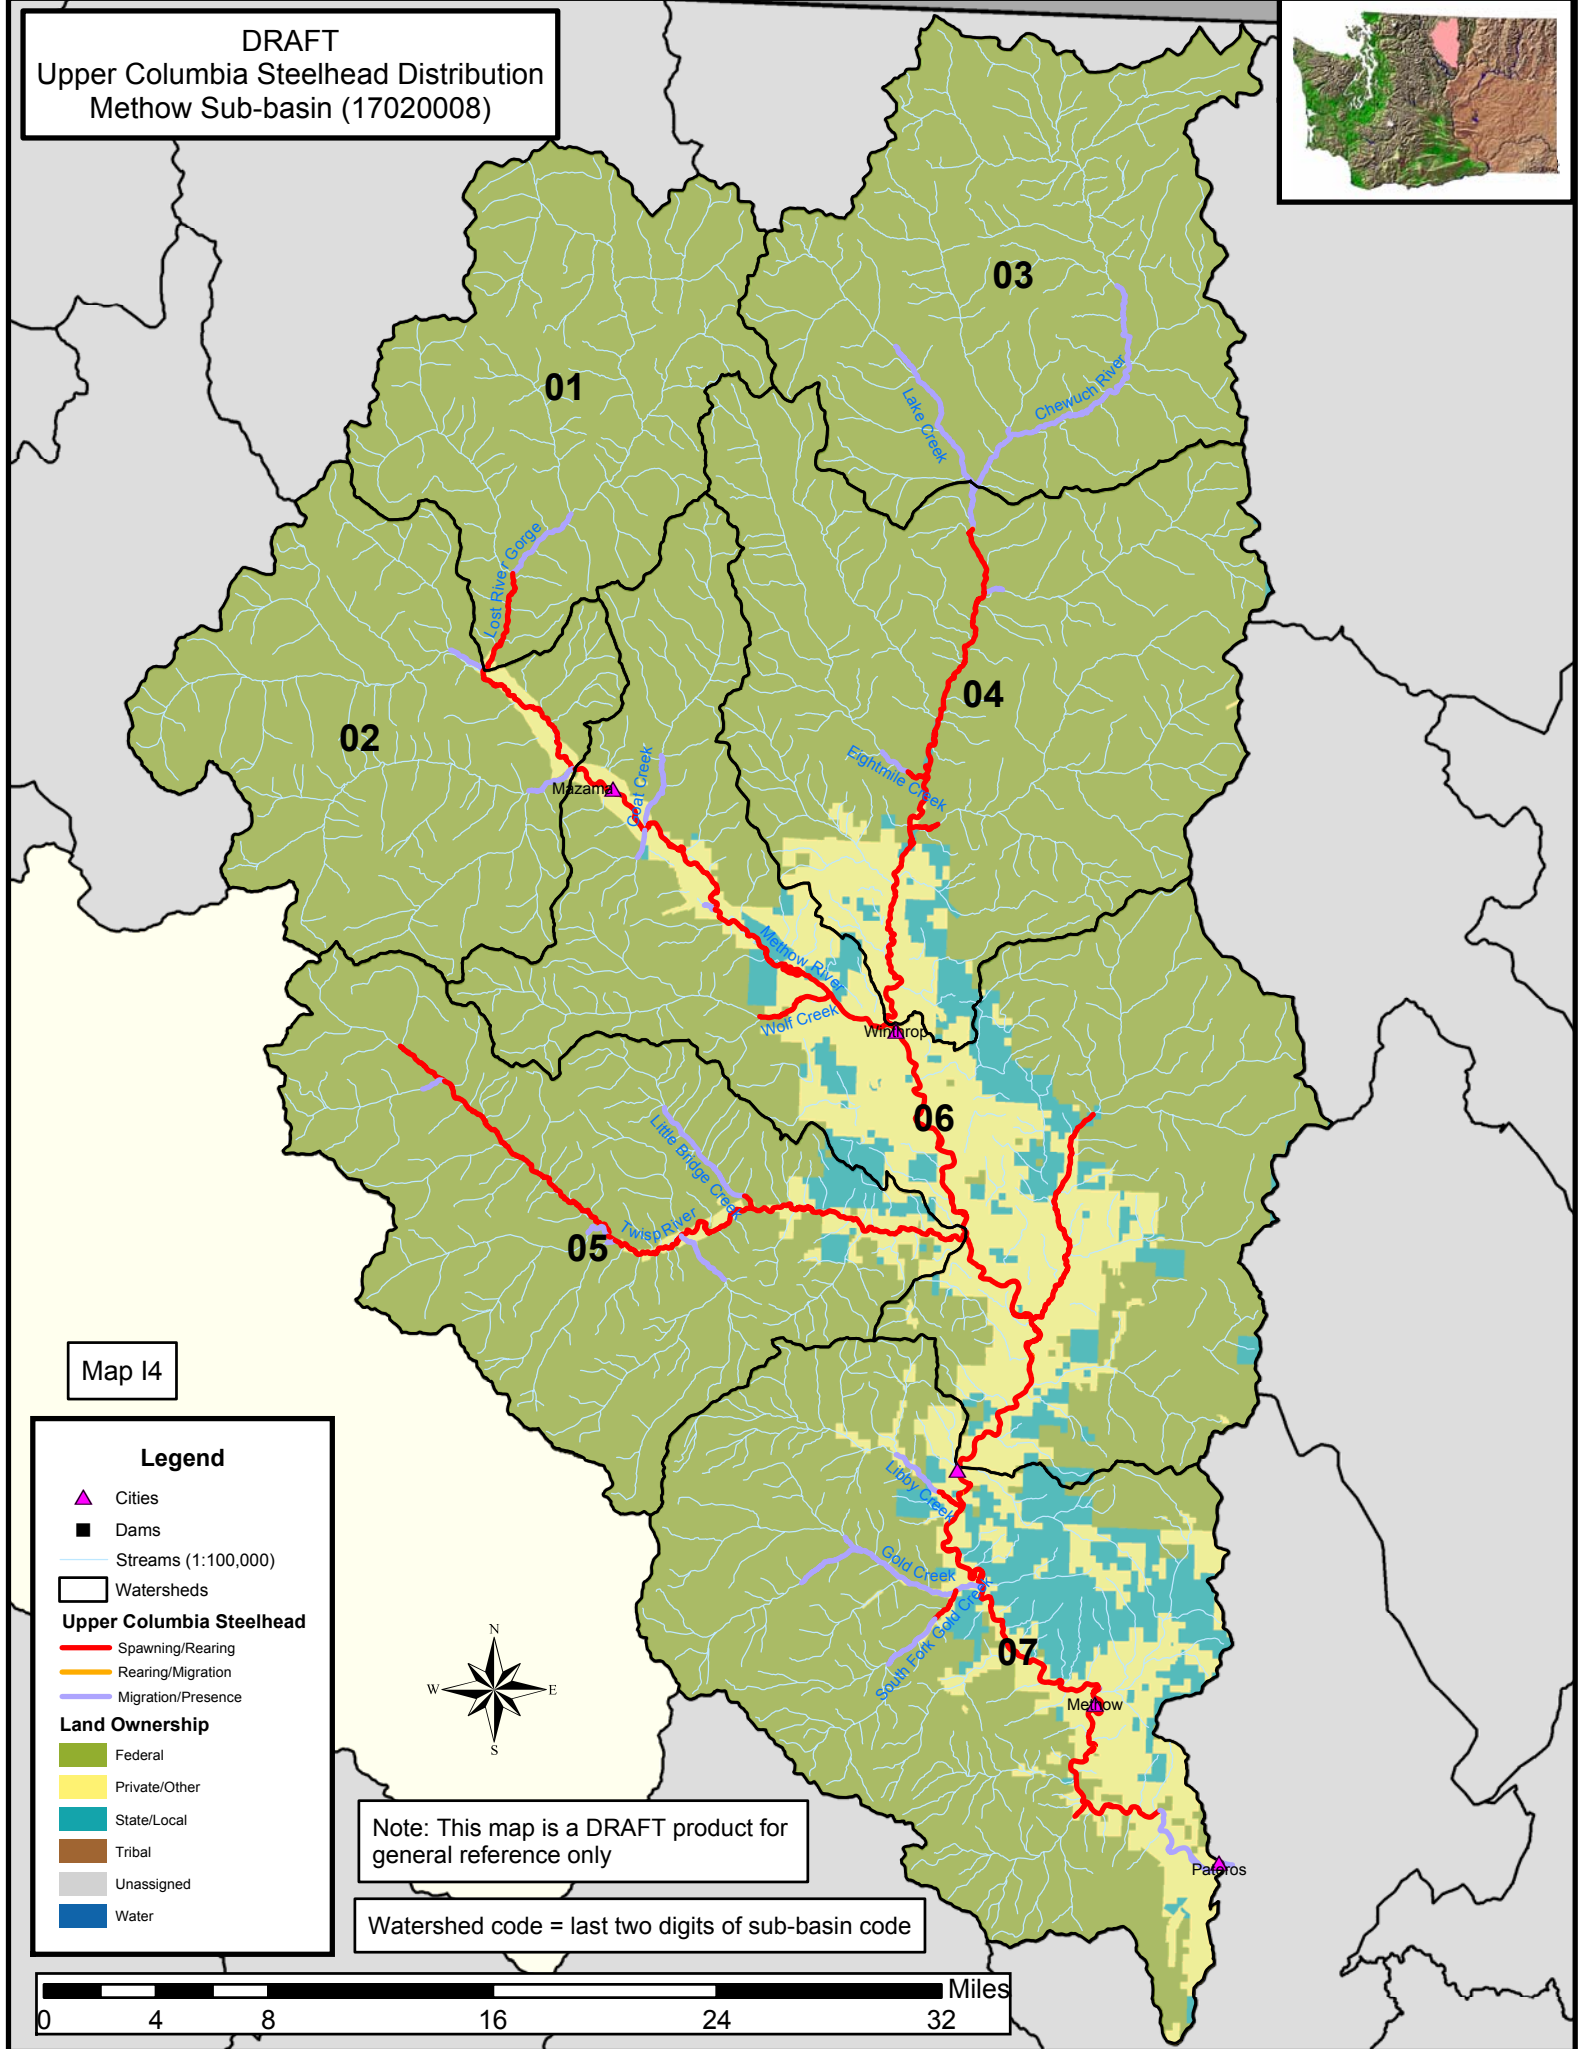 DRAFT
Upper Columbia Steelhead Distribution
Methow Sub-basin (17020008)
03
01
Lake Creek
Chewuch River
Lost River Gorge
04
02
Eightmile Creek
Goat Creek
Mazama
Methow River
Wolf Creek
Winthrop
06
Little Bridge Creek
Twisp River
05
Map I4
Libby Creek
Gold Creek
South Fork Gold Creek
07
Methow
Pateros
Legend
Cities
Dams
Streams (1:100,000)
Watersheds
Upper Columbia Steelhead
Spawning/Rearing
Rearing/Migration
Migration/Presence
Land Ownership
Federal
Private/Other
State/Local
Tribal
Unassigned
Water
N
W
E
S
Note: This map is a DRAFT product for
general reference only
Watershed code = last two digits of sub-basin code
Miles
0 4 8 16 24 32